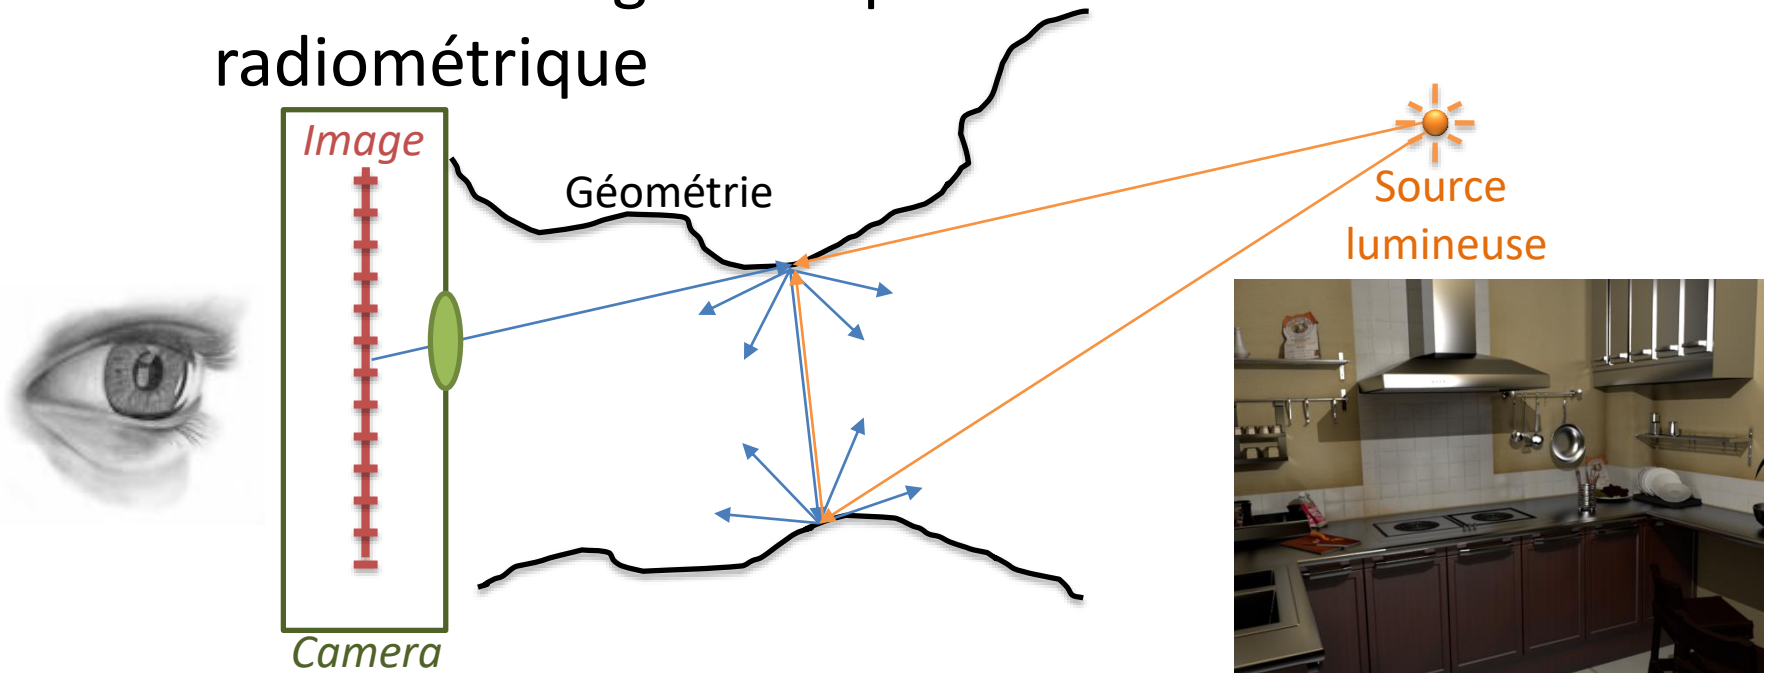 radiométrique
Image
Géométrie
Source
lumineuse
Camera